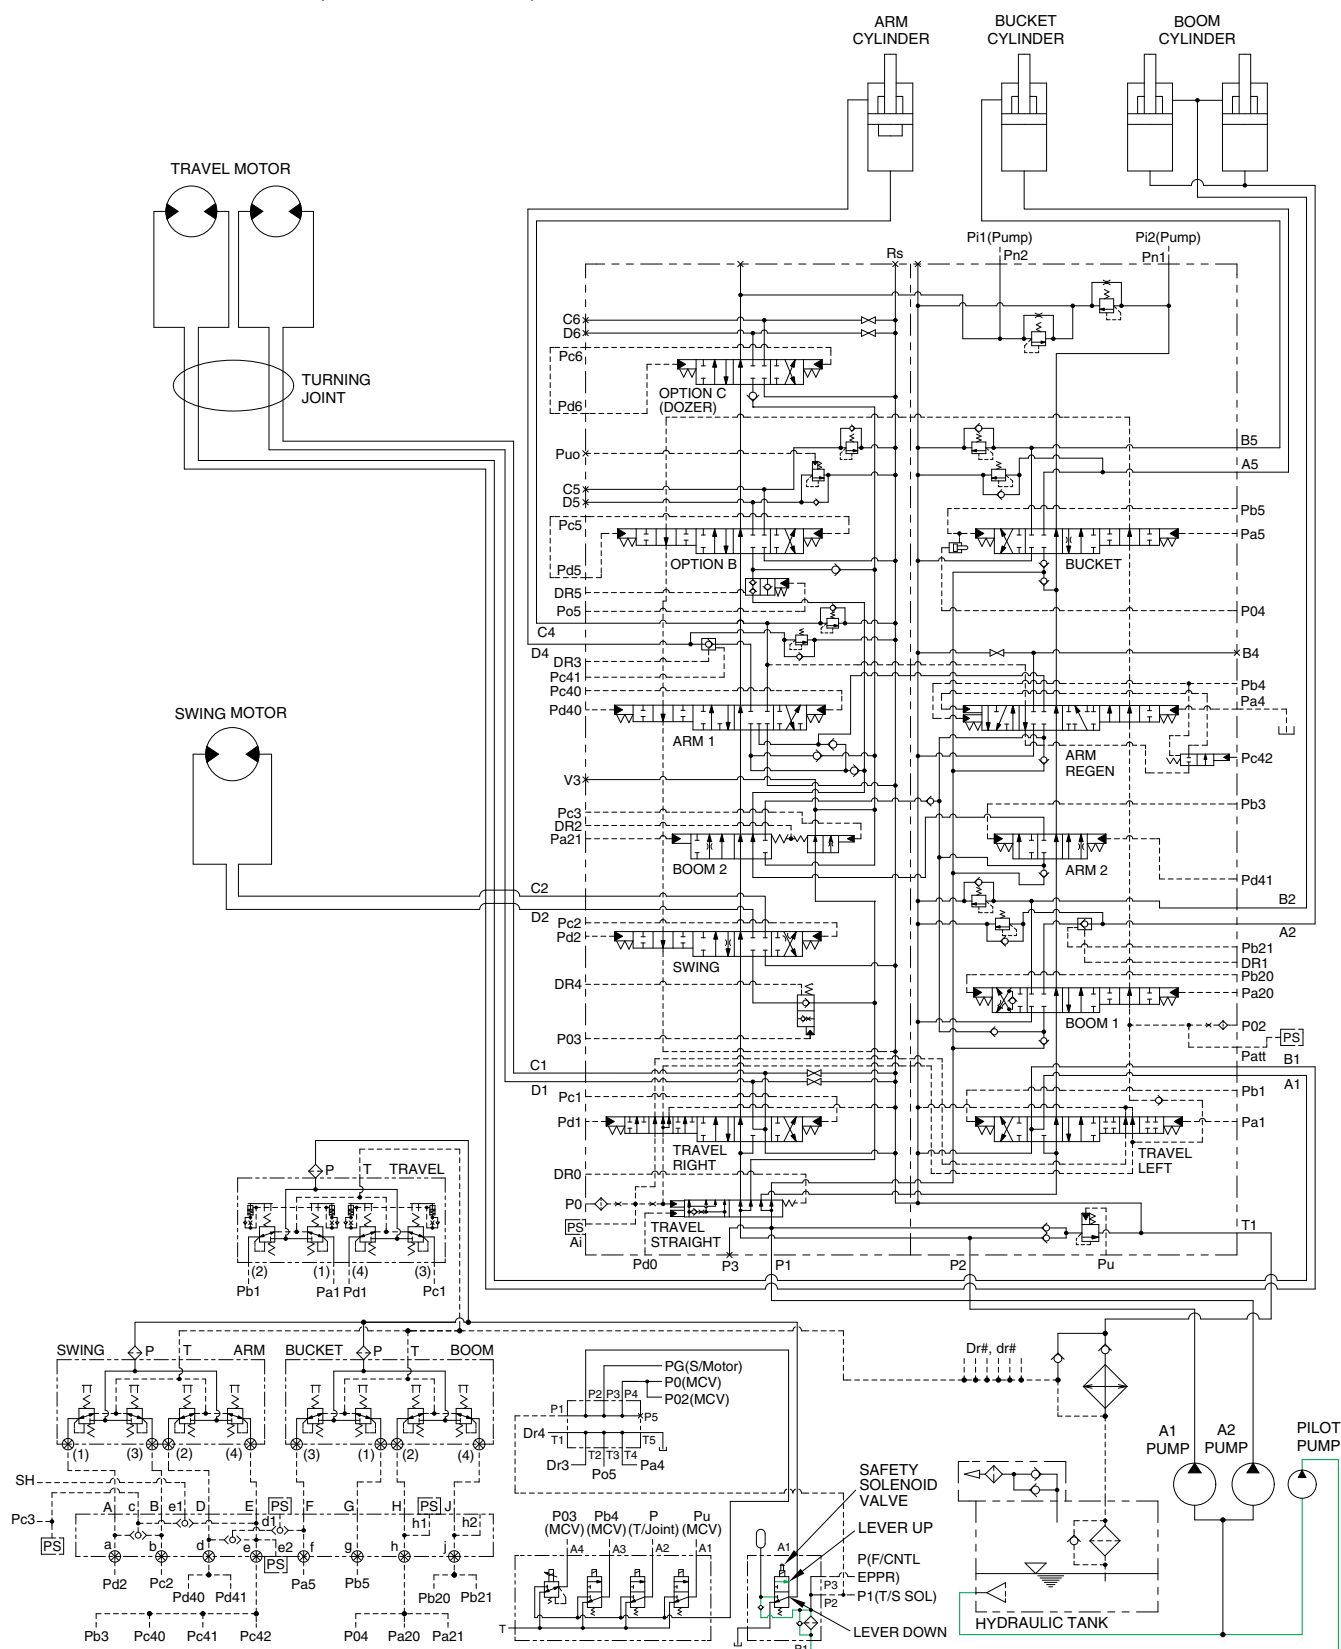 ARM
CYLINDER
BUCKET
CYLINDER
BOOM
CYLINDER
TRAVEL MOTOR
TURNING
JOINT
SWING MOTOR
Rs
Pi1(Pump)
Pn2
Pi2(Pump)
Pn1
C6
D6
Pc6
Pd6
OPTION C
(DOZER)
Puo
C5
D5
Pc5
Pd5
OPTION B
DR5
Po5
C4
D4
DR3
Pc41
Pc40
Pd40
ARM 1
V3
Pc3
DR2
Pa21
BOOM 2
C2
D2
Pc2
Pd2
SWING
DR4
P03
C1
D1
Pc1
Pd1
TRAVEL
RIGHT
DR0
P0
PS
Ai
TRAVEL
STRAIGHT
Pd0
P3
P1
P2
Pu
B5
A5
Pb5
Pa5
BUCKET
P04
B4
Pb4
Pa4
ARM
REGEN
Pc42
Pb3
ARM 2
Pd41
B2
A2
Pb21
DR1
Pb20
Pa20
BOOM 1
P02
PS
Patt
B1
A1
Pb1
Pa1
TRAVEL
LEFT
T1
P
T
TRAVEL
(2)
(1)
(4)
(3)
Pb1
Pa1
Pd1
Pc1
SWING
P
T
ARM
BUCKET
P
T
BOOM
(1)
(3)
(2)
(4)
(3)
(1)
(2)
(4)
SH
Pc3
PS
A
c
B
e1
D
E
PS
d1
F
G
H
PS
h1
J
h2
a
b
d
e
e2
PS
f
g
h
j
Pd2
Pc2
Pd40
Pd41
Pa5
Pb5
Pb20
Pb21
Pb3
Pc40
Pc41
Pc42
P04
Pa20
Pa21
PG(S/Motor)
P0(MCV)
P02(MCV)
P1
P2
P3
P4
P5
Dr4
T1
T2
T3
T4
T5
Dr3
Po5
Pa4
P03
(MCV)
Pb4
(MCV)
P
(T/Joint)
Pu
(MCV)
A4
A3
A2
A1
T
A1
SAFETY
SOLENOID
VALVE
LEVER UP
P(F/CNTL
EPPR)
P3
P2
P1(T/S SOL)
LEVER DOWN
Dr#, dr#
A1
PUMP
A2
PUMP
PILOT
PUMP
HYDRAULIC TANK